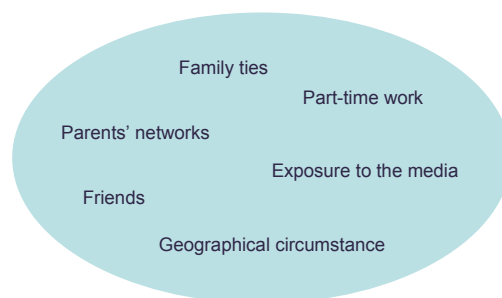 Family ties
Part-time work
Parents’ networks
Exposure to the media
Friends
Geographical circumstance